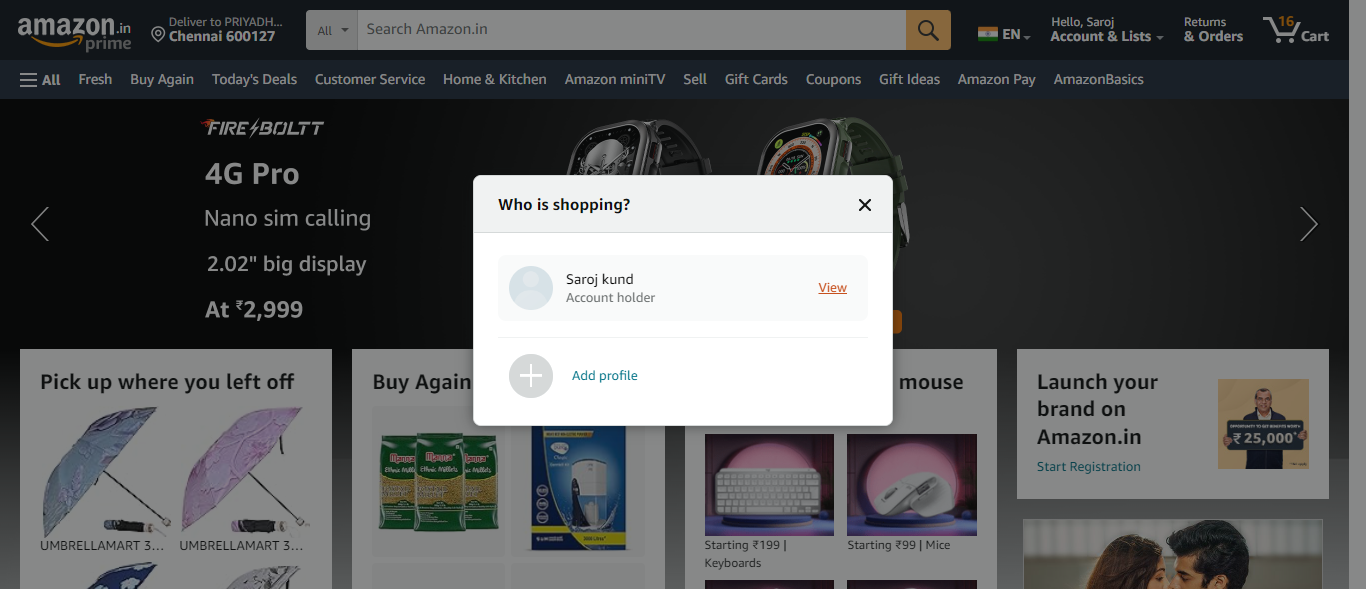 amazon.in
prime
Deliver to PRIYADH...
Chennai 600127
All
Search Amazon.in
EN
Hello, Saroj
Account & Lists
Returns
& Orders
16
Cart
All
Fresh
Buy Again
Today's Deals
Customer Service
Home & Kitchen
Amazon miniTV
Sell
Gift Cards
Coupons
Gift Ideas
Amazon Pay
AmazonBasics
FIRE BOLTT
4G Pro
Nano sim calling
2.02" big display
At ₹2,999
Who is shopping?
Saroj kund
Account holder
View
Add profile
Pick up where you left off
UMBRELLAMART 3...
UMBRELLAMART 3...
Buy Again
Manna
Ethnic Millets
mouse
Starting ₹199 |
Keyboards
Starting ₹99 | Mice
Launch your
brand on
Amazon.in
Start Registration
₹ 25,000*